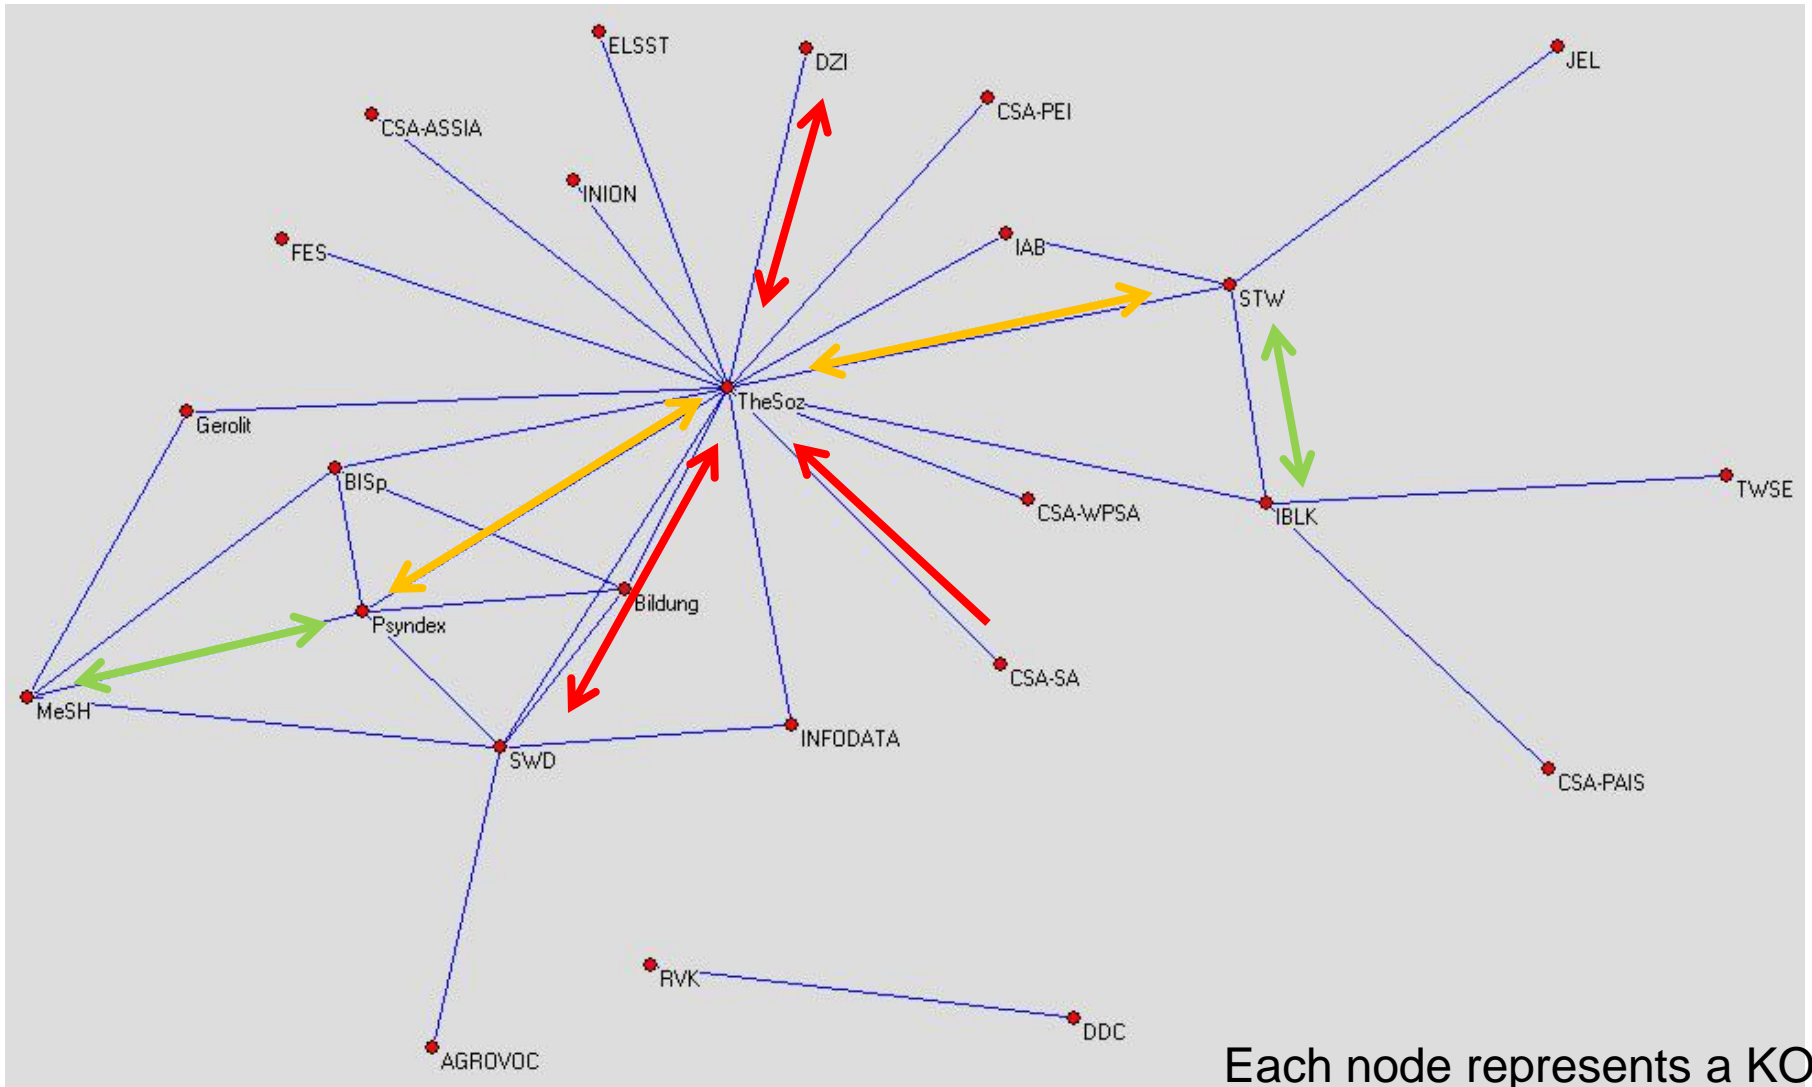 ELSST
DZI
JEL
CSA-PEI
CSA-ASSIA
INION
IAB
FES
STW
TheSoz
Gerolit
BISp
TWSE
CSA-WPSA
IBLK
Bildung
Psyndex
CSA-SA
MeSH
INFODATA
SWD
CSA-PAIS
RVK
DDC
AGROVOC
Each node represents a KO